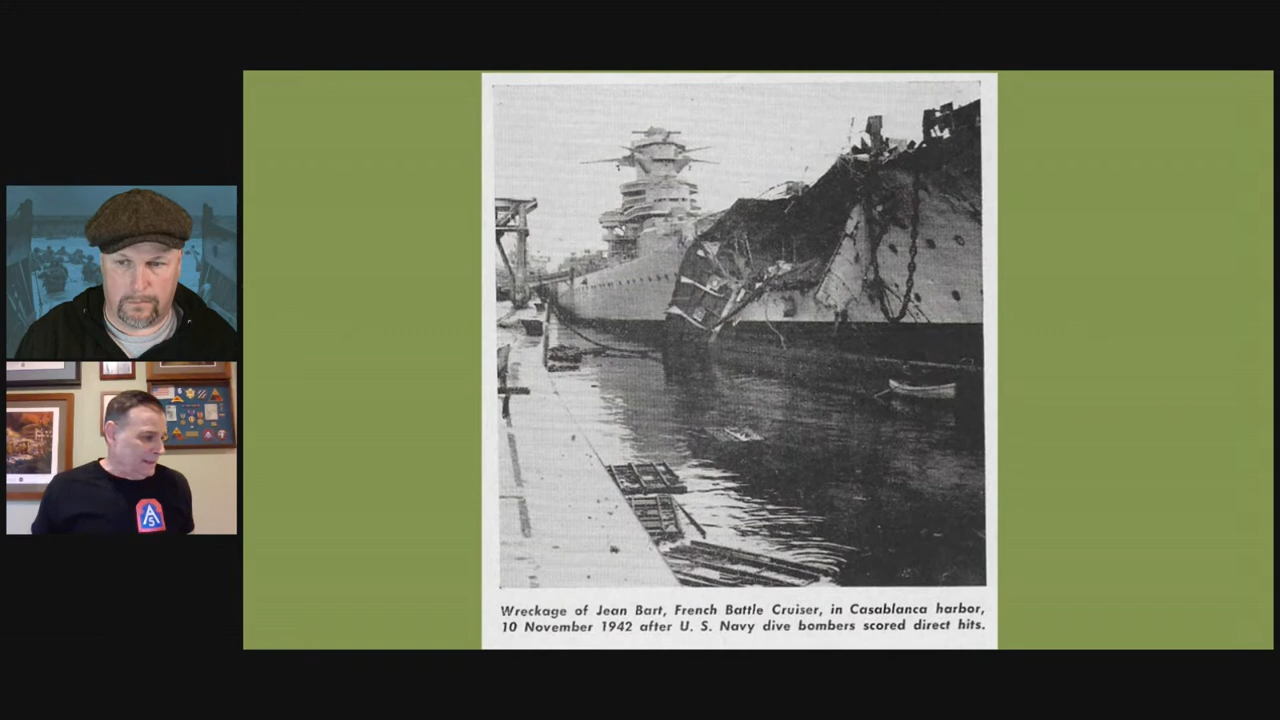 Wreckage of Jean Bart, French Battle Cruiser, in Casablanca harbor,
10 November 1942 after U. S. Navy dive bombers scored direct hits.
A
5